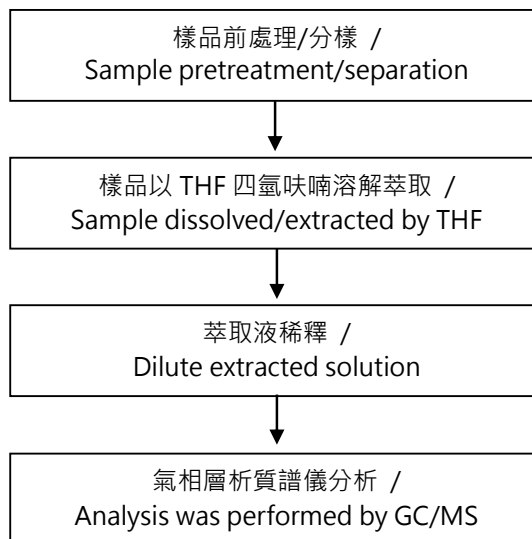 樣品前處理/分樣 /
Sample pretreatment/separation
樣品以 THF 四氫呋喃溶解萃取 /
Sample dissolved/extracted by THF
萃取液稀釋 /
Dilute extracted solution
氣相層析質譜儀分析 /
Analysis was performed by GC/MS